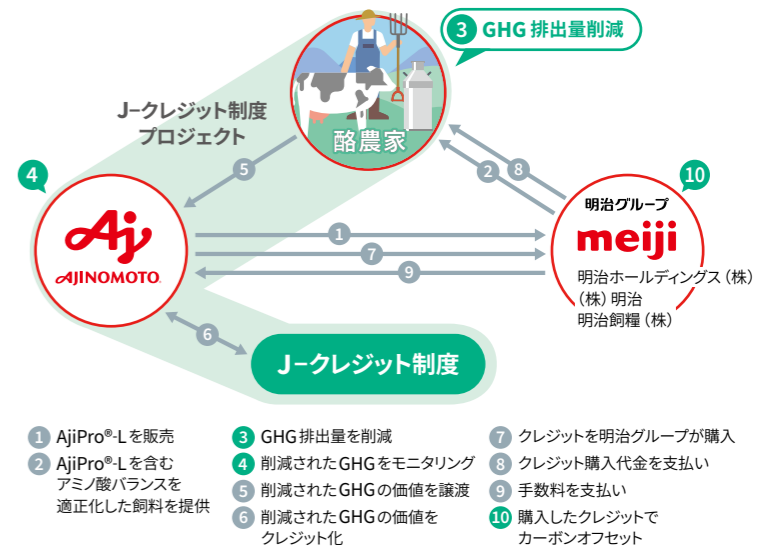 3 GHG排出量削減
J−クレジット制度
プロジェクト
酪農家
4
5
2
8
10
Aj
AJINOMOTO
1
7
9
明治グループ
meiji
明治ホールディングス(株)
(株)明治
明治飼糧(株)
6
J−クレジット制度
1 AjiPro®-Lを販売
2 AjiPro®-Lを含む
アミノ酸バランスを
適正化した飼料を提供
3 GHG排出量を削減
4 削減されたGHGをモニタリング
5 削減されたGHGの価値を譲渡
6 削減されたGHGの価値を
クレジット化
7 クレジットを明治グループが購入
8 クレジット購入代金を支払い
9 手数料を支払い
10 購入したクレジットで
カーボンオフセット